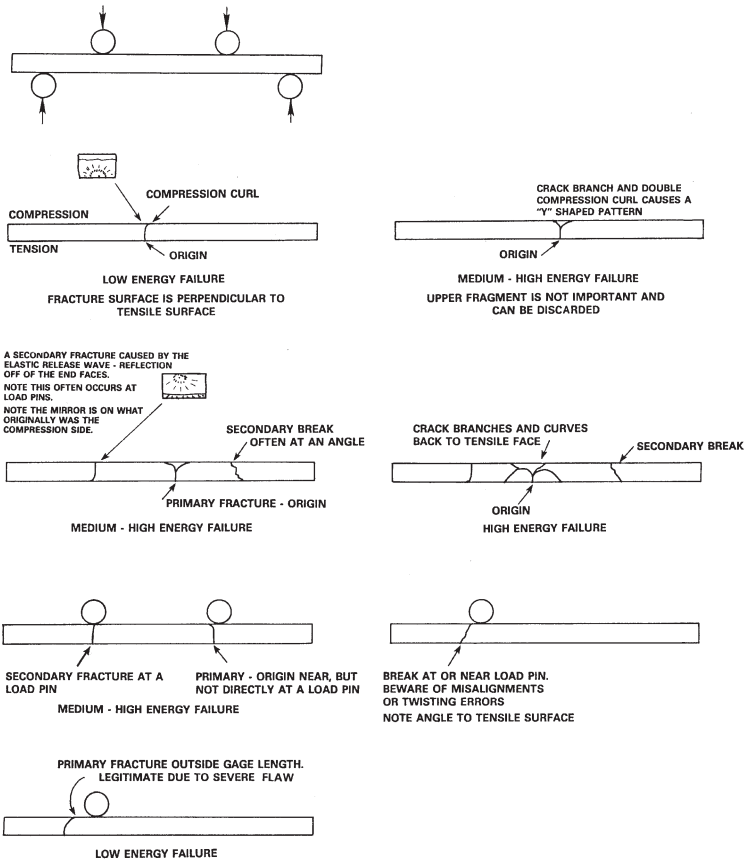 COMPRESSION CURL
COMPRESSION
TENSION
ORIGIN
LOW ENERGY FAILURE
FRACTURE SURFACE IS PERPENDICULAR TO
TENSILE SURFACE
CRACK BRANCH AND DOUBLE
COMPRESSION CURL CAUSES A
"Y" SHAPED PATTERN
ORIGIN
MEDIUM - HIGH ENERGY FAILURE
UPPER FRAGMENT IS NOT IMPORTANT AND
CAN BE DISCARDED
A SECONDARY FRACTURE CAUSED BY THE
ELASTIC RELEASE WAVE - REFLECTION
OFF OF THE END FACES.
NOTE THIS OFTEN OCCURS AT
LOAD PINS.
NOTE THE MIRROR IS ON WHAT
ORIGINALLY WAS THE
COMPRESSION SIDE.
SECONDARY BREAK
OFTEN AT AN ANGLE
PRIMARY FRACTURE - ORIGIN
MEDIUM - HIGH ENERGY FAILURE
CRACK BRANCHES AND CURVES
BACK TO TENSILE FACE
SECONDARY BREAK
ORIGIN
HIGH ENERGY FAILURE
SECONDARY FRACTURE AT A
LOAD PIN
PRIMARY - ORIGIN NEAR, BUT
NOT DIRECTLY AT A LOAD PIN
MEDIUM - HIGH ENERGY FAILURE
BREAK AT OR NEAR LOAD PIN.
BEWARE OF MISALIGNMENTS
OR TWISTING ERRORS
NOTE ANGLE TO TENSILE SURFACE
PRIMARY FRACTURE OUTSIDE GAGE LENGTH.
LEGITIMATE DUE TO SEVERE FLAW
LOW ENERGY FAILURE